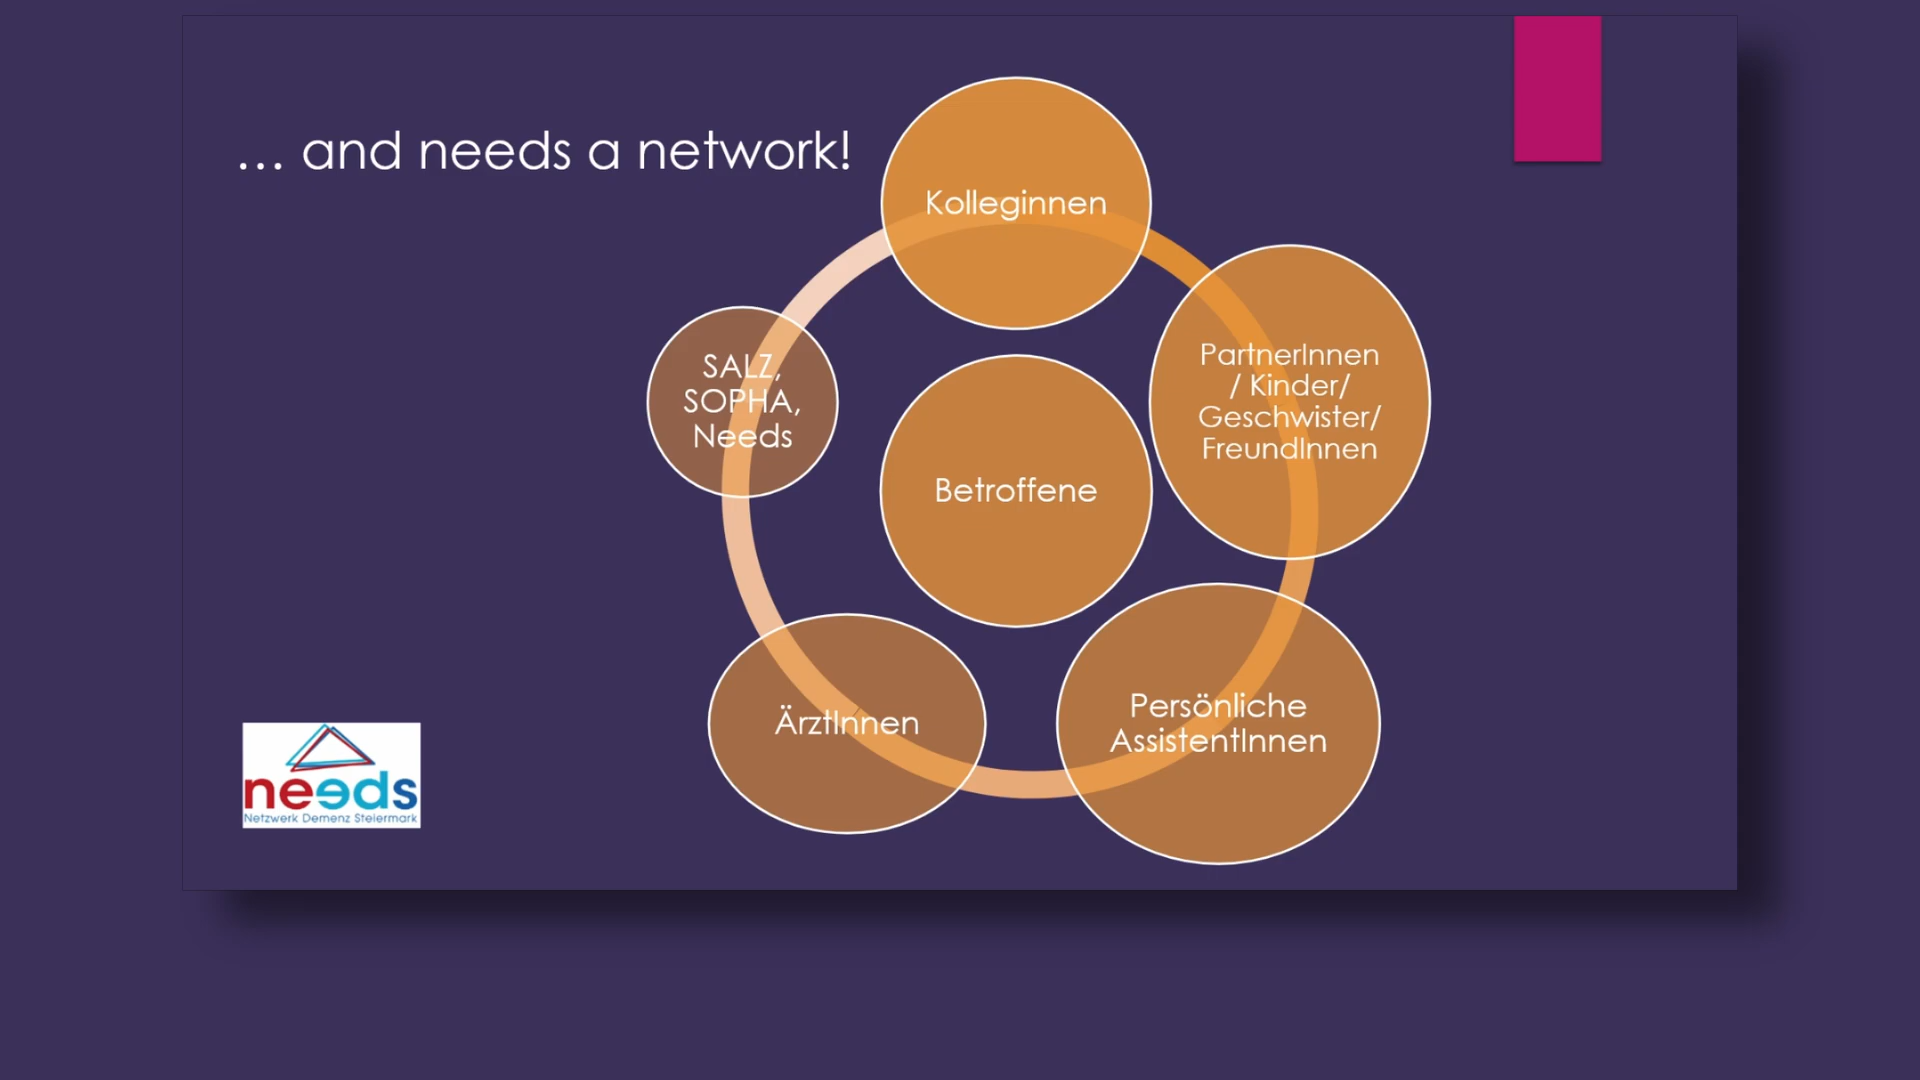 … and needs a network!
Kolleginnen
PartnerInnen
/ Kinder/
Geschwister/
FreundInnen
SALZ,
SOPHA,
Needs
Betroffene
ÄrztInnen
Persönliche
AssistentInnen
needs
Netzwerk Demenz Steiermark